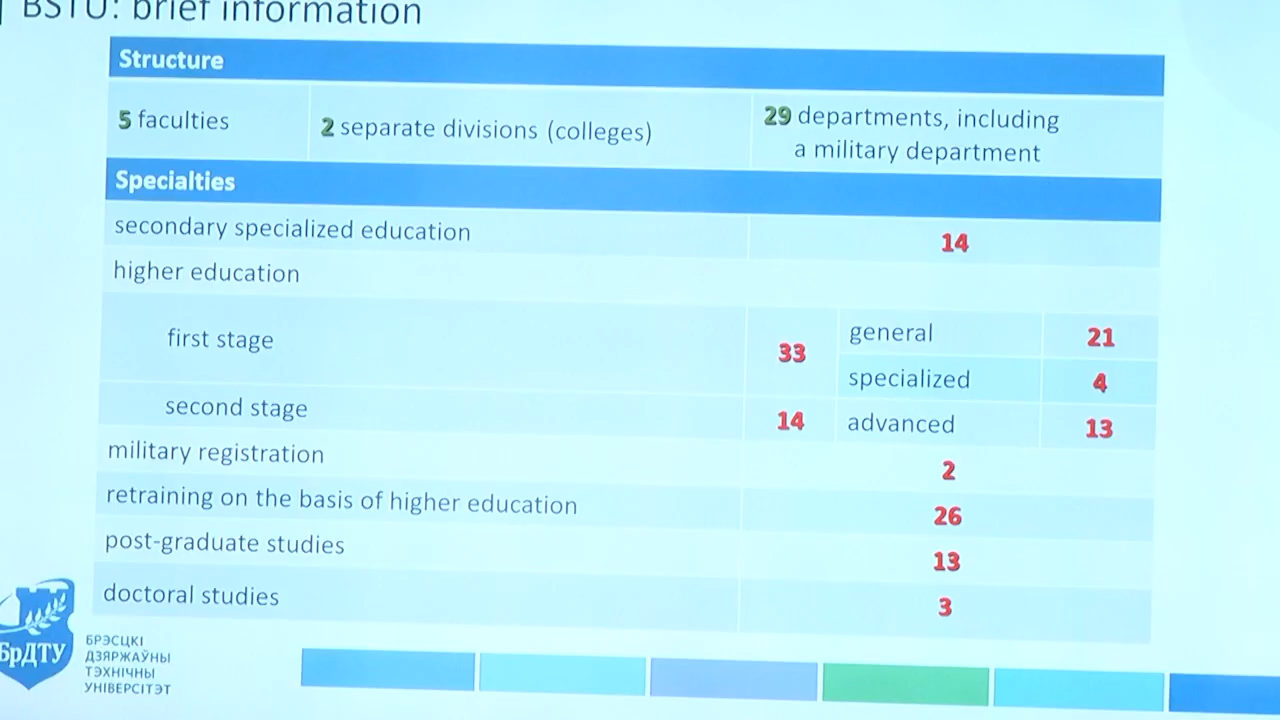 BSTU: brief information
Structure
5 faculties
2 separate divisions (colleges)
29 departments, including
a military department
Specialties
secondary specialized education 14
higher education
first stage 33 general 21
specialized 4
second stage 14 advanced 13
military registration 2
retraining on the basis of higher education 26
post-graduate studies 13
doctoral studies 3
БрДТУ
БРЭСЦКІ
ДЗЯРЖАЎНЫ
ТЭХНІЧНЫ
УНІВЕРСІТЭТ